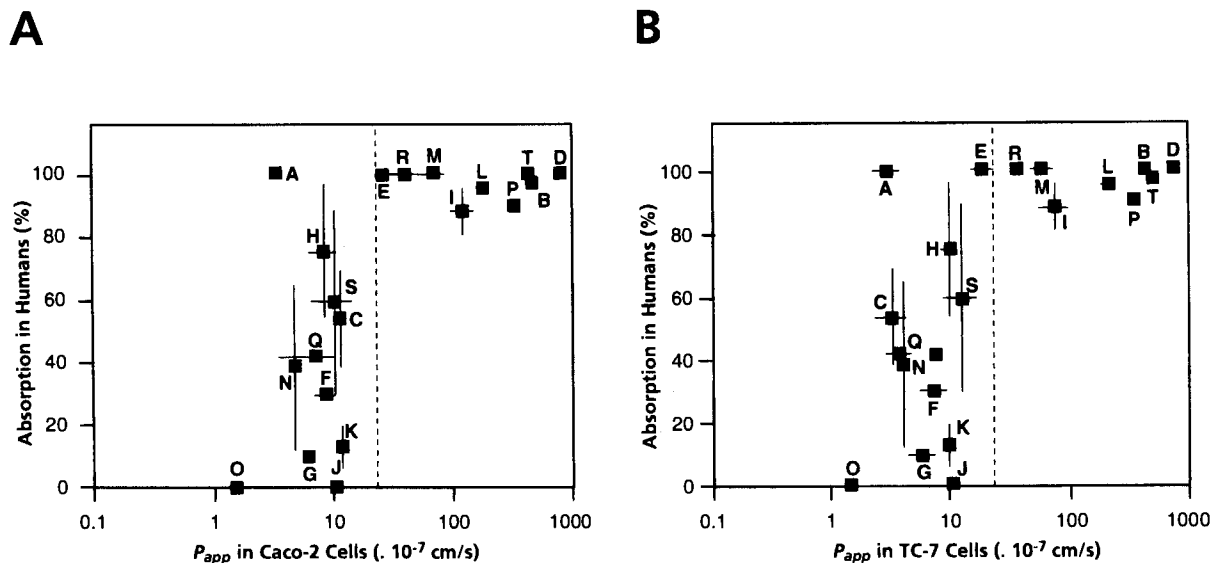 A
B
Absorption in Humans (%)
100
80
60
40
20
0
A
E
R
M
I
L
P
T
B
D
H
S
C
Q
N
F
K
G
J
O
0.1
1
10
100
1000
Papp in Caco-2 Cells (. 10-7 cm/s)
Absorption in Humans (%)
100
80
60
40
20
0
A
E
R
M
I
L
B
P
T
D
H
S
C
Q
N
F
K
G
J
O
0.1
1
10
100
1000
Papp in TC-7 Cells (. 10-7 cm/s)